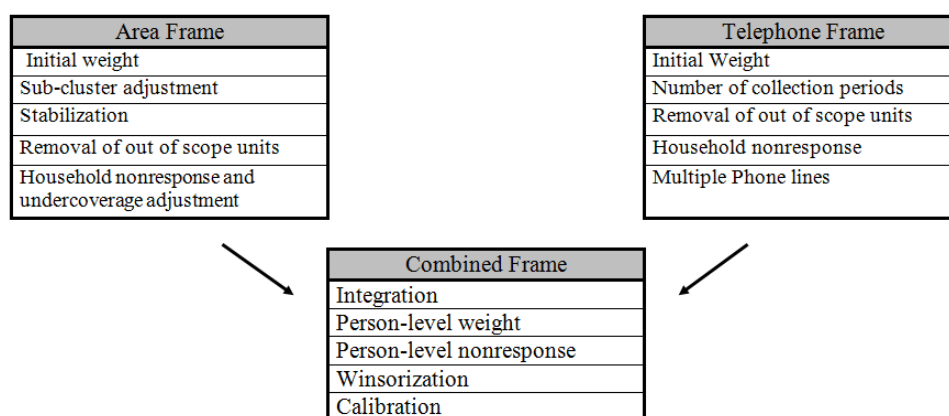 Area Frame
Initial weight
Sub-cluster adjustment
Stabilization
Removal of out of scope units
Household nonresponse and
undercoverage adjustment
Telephone Frame
Initial Weight
Number of collection periods
Removal of out of scope units
Household nonresponse
Multiple Phone lines
Combined Frame
Integration
Person-level weight
Person-level nonresponse
Winsorization
Calibration